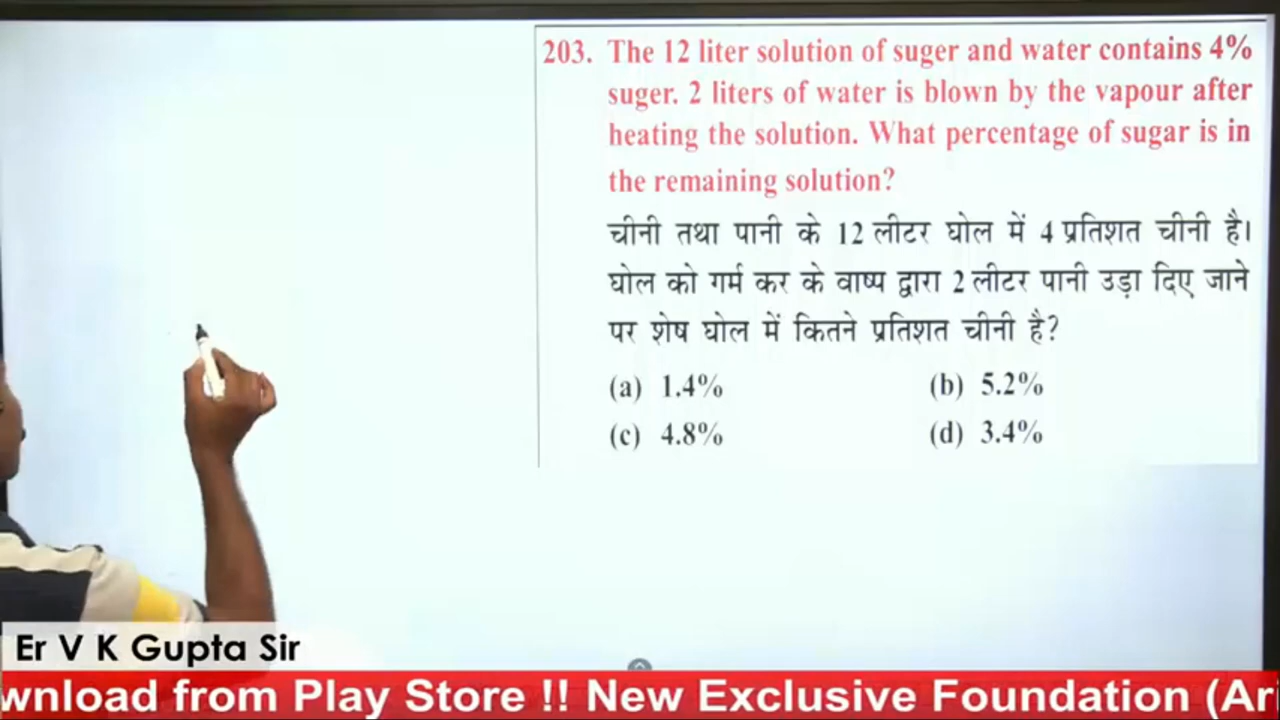 203. The 12 liter solution of suger and water contains 4%
suger. 2 liters of water is blown by the vapour after
heating the solution. What percentage of sugar is in
the remaining solution?
चीनी तथा पानी के 12 लीटर घोल में 4 प्रतिशत चीनी है।
घोल को गर्म कर के वाष्प द्वारा 2 लीटर पानी उड़ा दिए जाने
पर शेष घोल में कितने प्रतिशत चीनी है?
(a) 1.4% (b) 5.2%
(c) 4.8% (d) 3.4%
Er V K Gupta Sir
wnload from Play Store !! New Exclusive Foundation (Ari